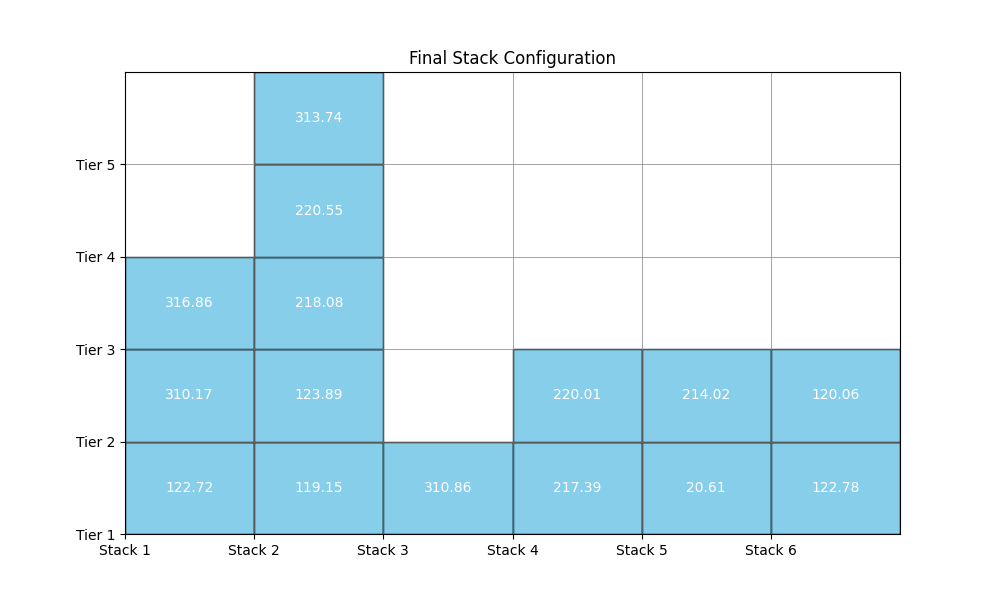 Final Stack Configuration
313.74
Tier 5
220.55
Tier 4
316.86 218.08
Tier 3
310.17 123.89 220.01 214.02 120.06
Tier 2
122.72 119.15 310.86 217.39 20.61 122.78
Tier 1
Stack 1 Stack 2 Stack 3 Stack 4 Stack 5 Stack 6